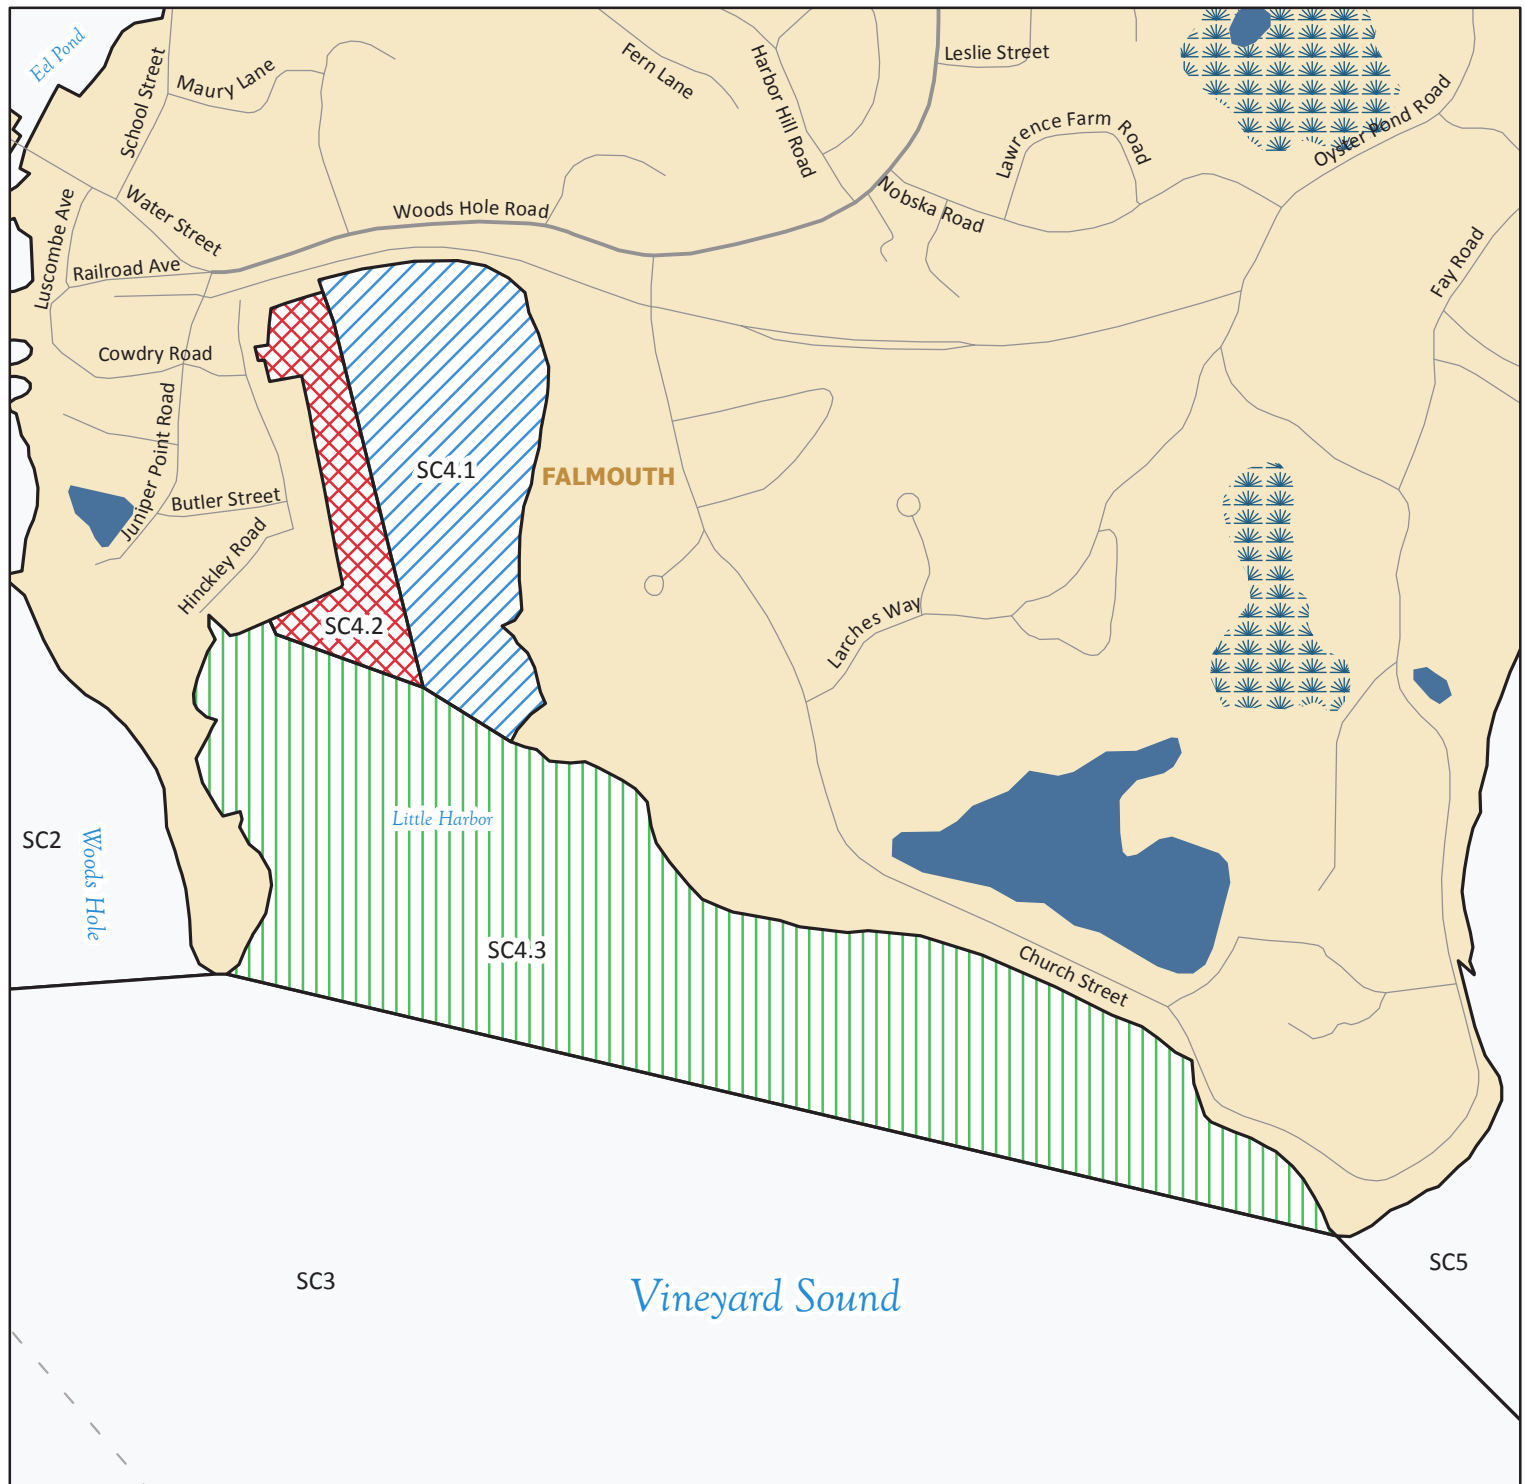 Eel Pond
School Street
Maury Lane
Fern Lane
Harbor Hill Road
Leslie Street
Lawrence Farm Road
Oyster Pond Road
Luscombe Ave
Water Street
Woods Hole Road
Nobska Road
Railroad Ave
Fay Road
Cowdry Road
Juniper Point Road
SC4.1
FALMOUTH
Butler Street
Hinckley Road
SC4.2
Larches Way
Little Harbor
SC2
Woods Hole
SC4.3
Church Street
SC5
SC3
Vineyard Sound